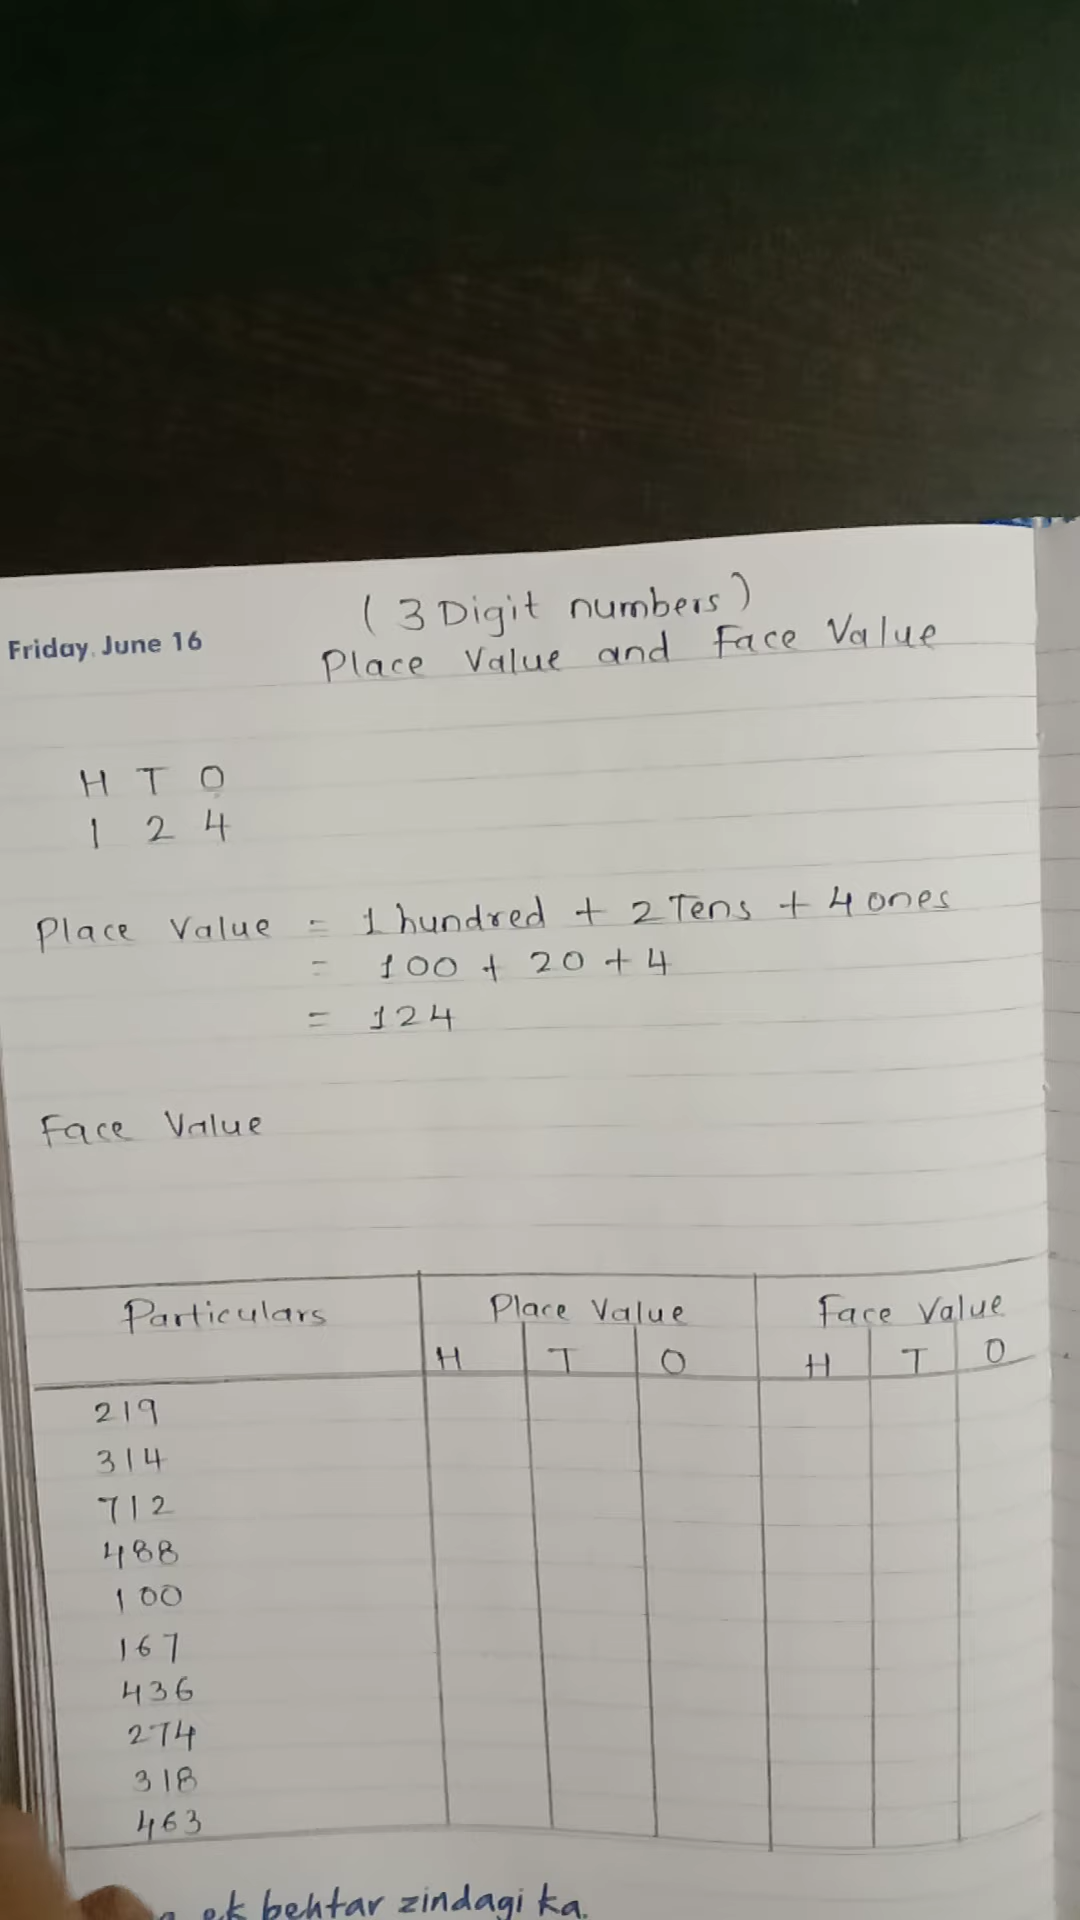 ( 3 Digit numbers )
Friday, June 16
Place Value and Face Value
H T O
1 2 4
Place Value = 1 hundred + 2 Tens + 4 ones
= 100 + 20 + 4
= 124
Face Value
Particulars Place Value Face Value
H T O H T O
219
314
712
488
100
167
436
274
318
463
ek behtar zindagi ka.